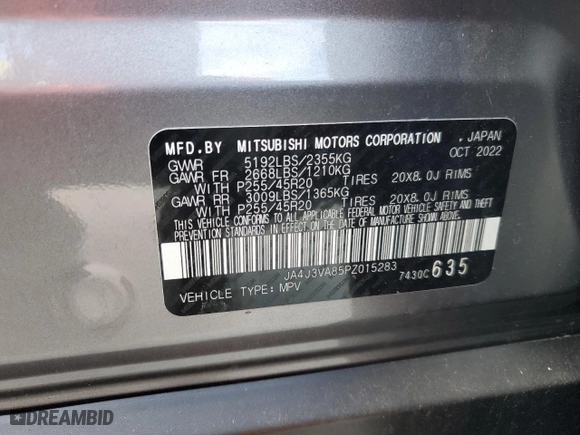 MFD.BY MITSUBISHI MOTORS CORPORATION . JAPAN
GVWR 5192LBS/2355KG OCT 2022
GAWR FR 2668LBS/1210KG
WITH P255/45R20 TIRES 20X8.0J RIMS
GAWR RR 3009LBS/1365KG
WITH P255/45R20 TIRES 20X8.0J RIMS
THIS VEHICLE CONFORMS TO ALL APPLICABLE FEDERAL MOTOR VEHICLE SAFETY AND THEFT
PREVENTION STANDARDS IN EFFECT ON THE DATE OF MANUFACTURE SHOWN ABOVE.
JA4J3VA85PZ015283
7430C 635
VEHICLE TYPE: MPV
DREAMBID